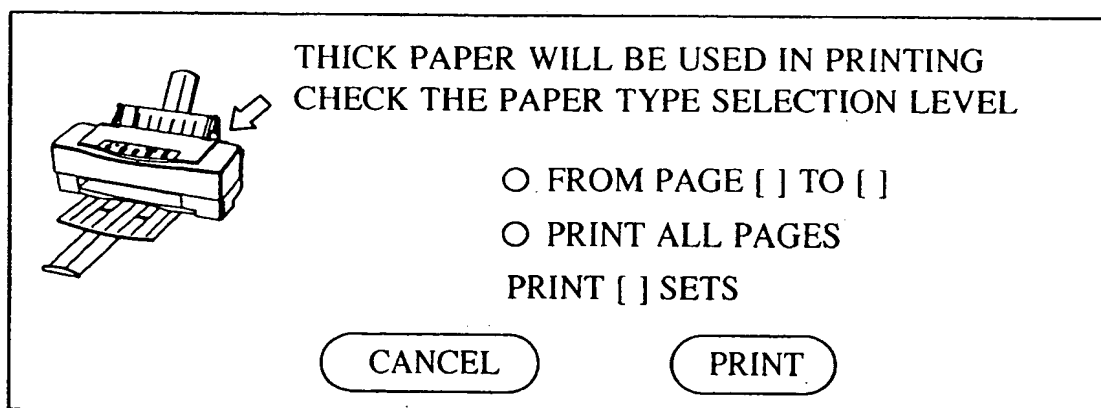 THICK PAPER WILL BE USED IN PRINTING
CHECK THE PAPER TYPE SELECTION LEVEL
○ FROM PAGE [ ] TO [ ]
○ PRINT ALL PAGES
PRINT [ ] SETS
CANCEL PRINT